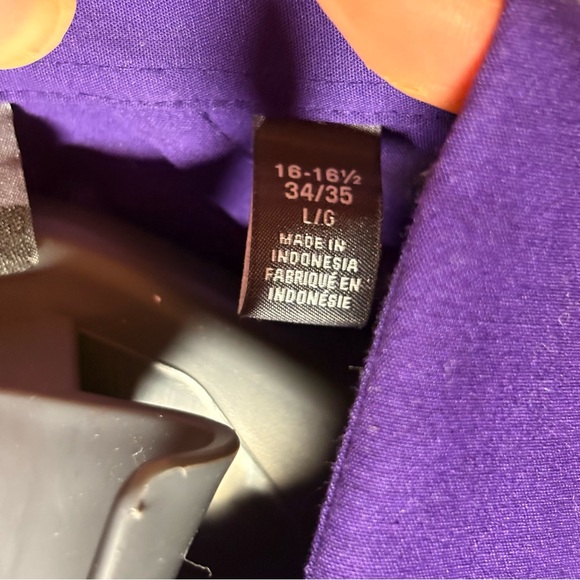 16-16½
34/35
L/G
MADE IN
INDONESIA
FABRIQUÉ EN
INDONÉSIE